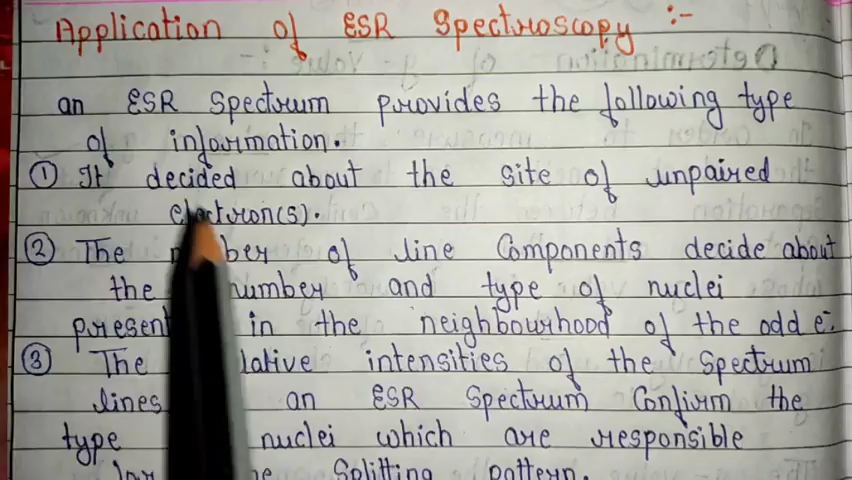 Application of ESR Spectroscopy :-
an ESR Spectrum provides the following type
of information.
① It decided about the site of unpaired
electron(s).
② The number of line Components decide about
the number and type of nuclei
present in the neighbourhood of the odd e⁻.
③ The relative intensities of the Spectrum
lines an ESR Spectrum Confirm the
type nuclei which are responsible
Splitting pattern.